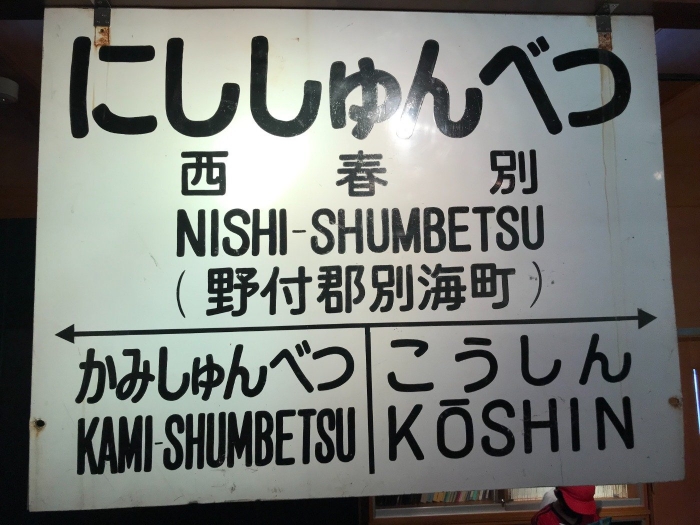 にししゅんべつ
西春別
NISHI-SHUMBETSU
(野付郡別海町)
かみしゅんべつ こうしん
KAMI-SHUMBETSU KŌSHIN